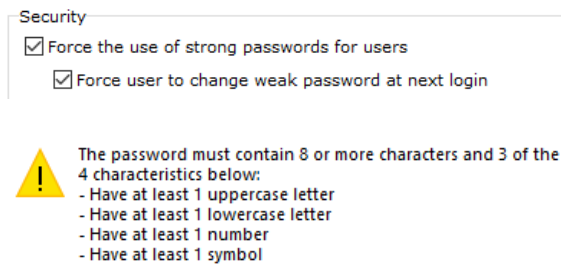 Security
Force the use of strong passwords for users
Force user to change weak password at next login
The password must contain 8 or more characters and 3 of the
4 characteristics below:
- Have at least 1 uppercase letter
- Have at least 1 lowercase letter
- Have at least 1 number
- Have at least 1 symbol